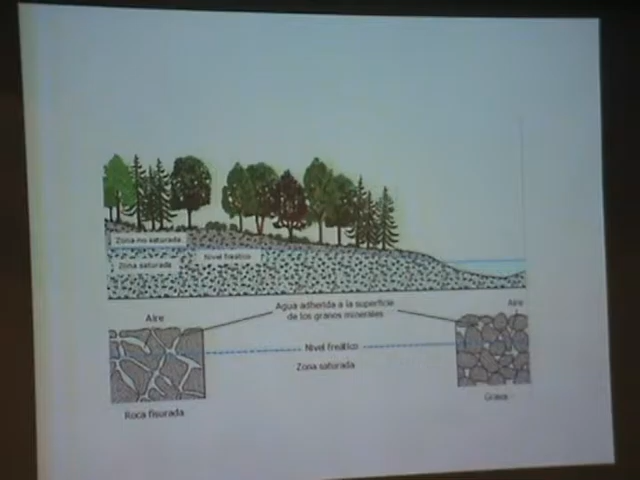 Zona no saturada
Nivel freático
Zona saturada
Agua adherida a la superficie
de los granos minerales
Aire
Aire
Nivel freático
Zona saturada
Roca fisurada
Grava